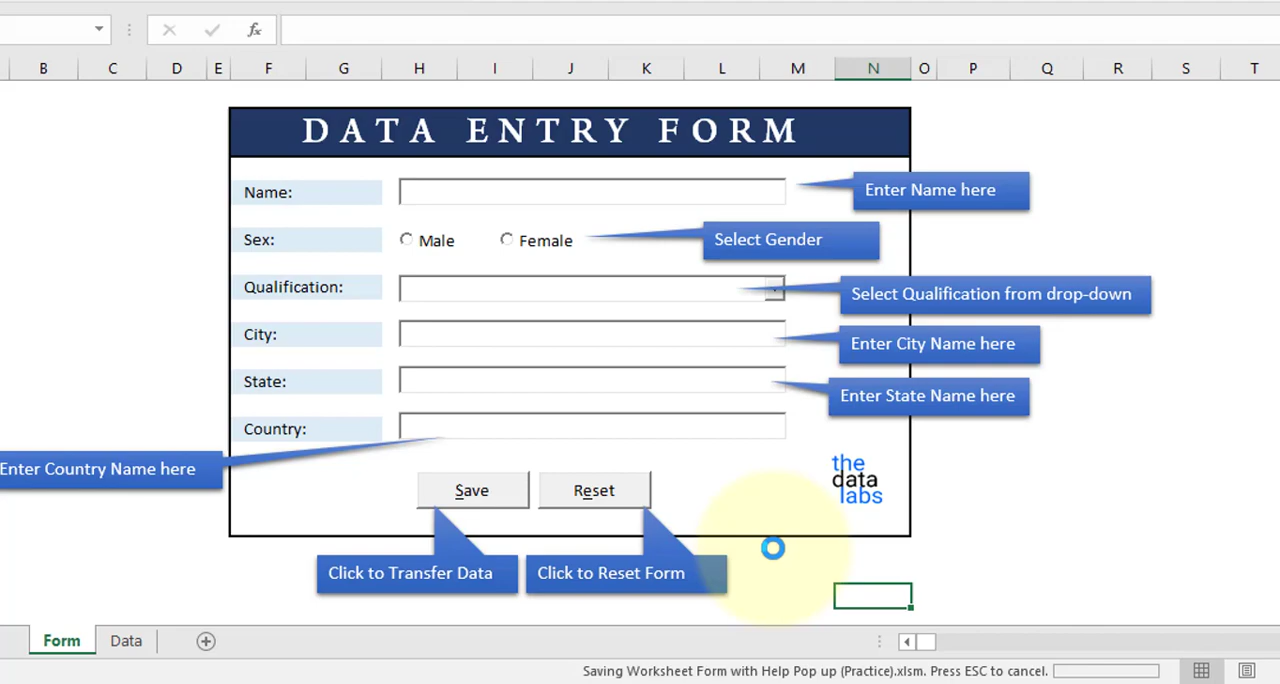 B C D E F G H I J K L M N O P Q R S T
DATA ENTRY FORM
Name:
Enter Name here
Sex:
Male
Female
Select Gender
Qualification:
Select Qualification from drop-down
City:
Enter City Name here
State:
Enter State Name here
Country:
Enter Country Name here
Save
Reset
the
data
labs
Click to Transfer Data
Click to Reset Form
Form
Data
Saving Worksheet Form with Help Pop up (Practice).xlsm. Press ESC to cancel.